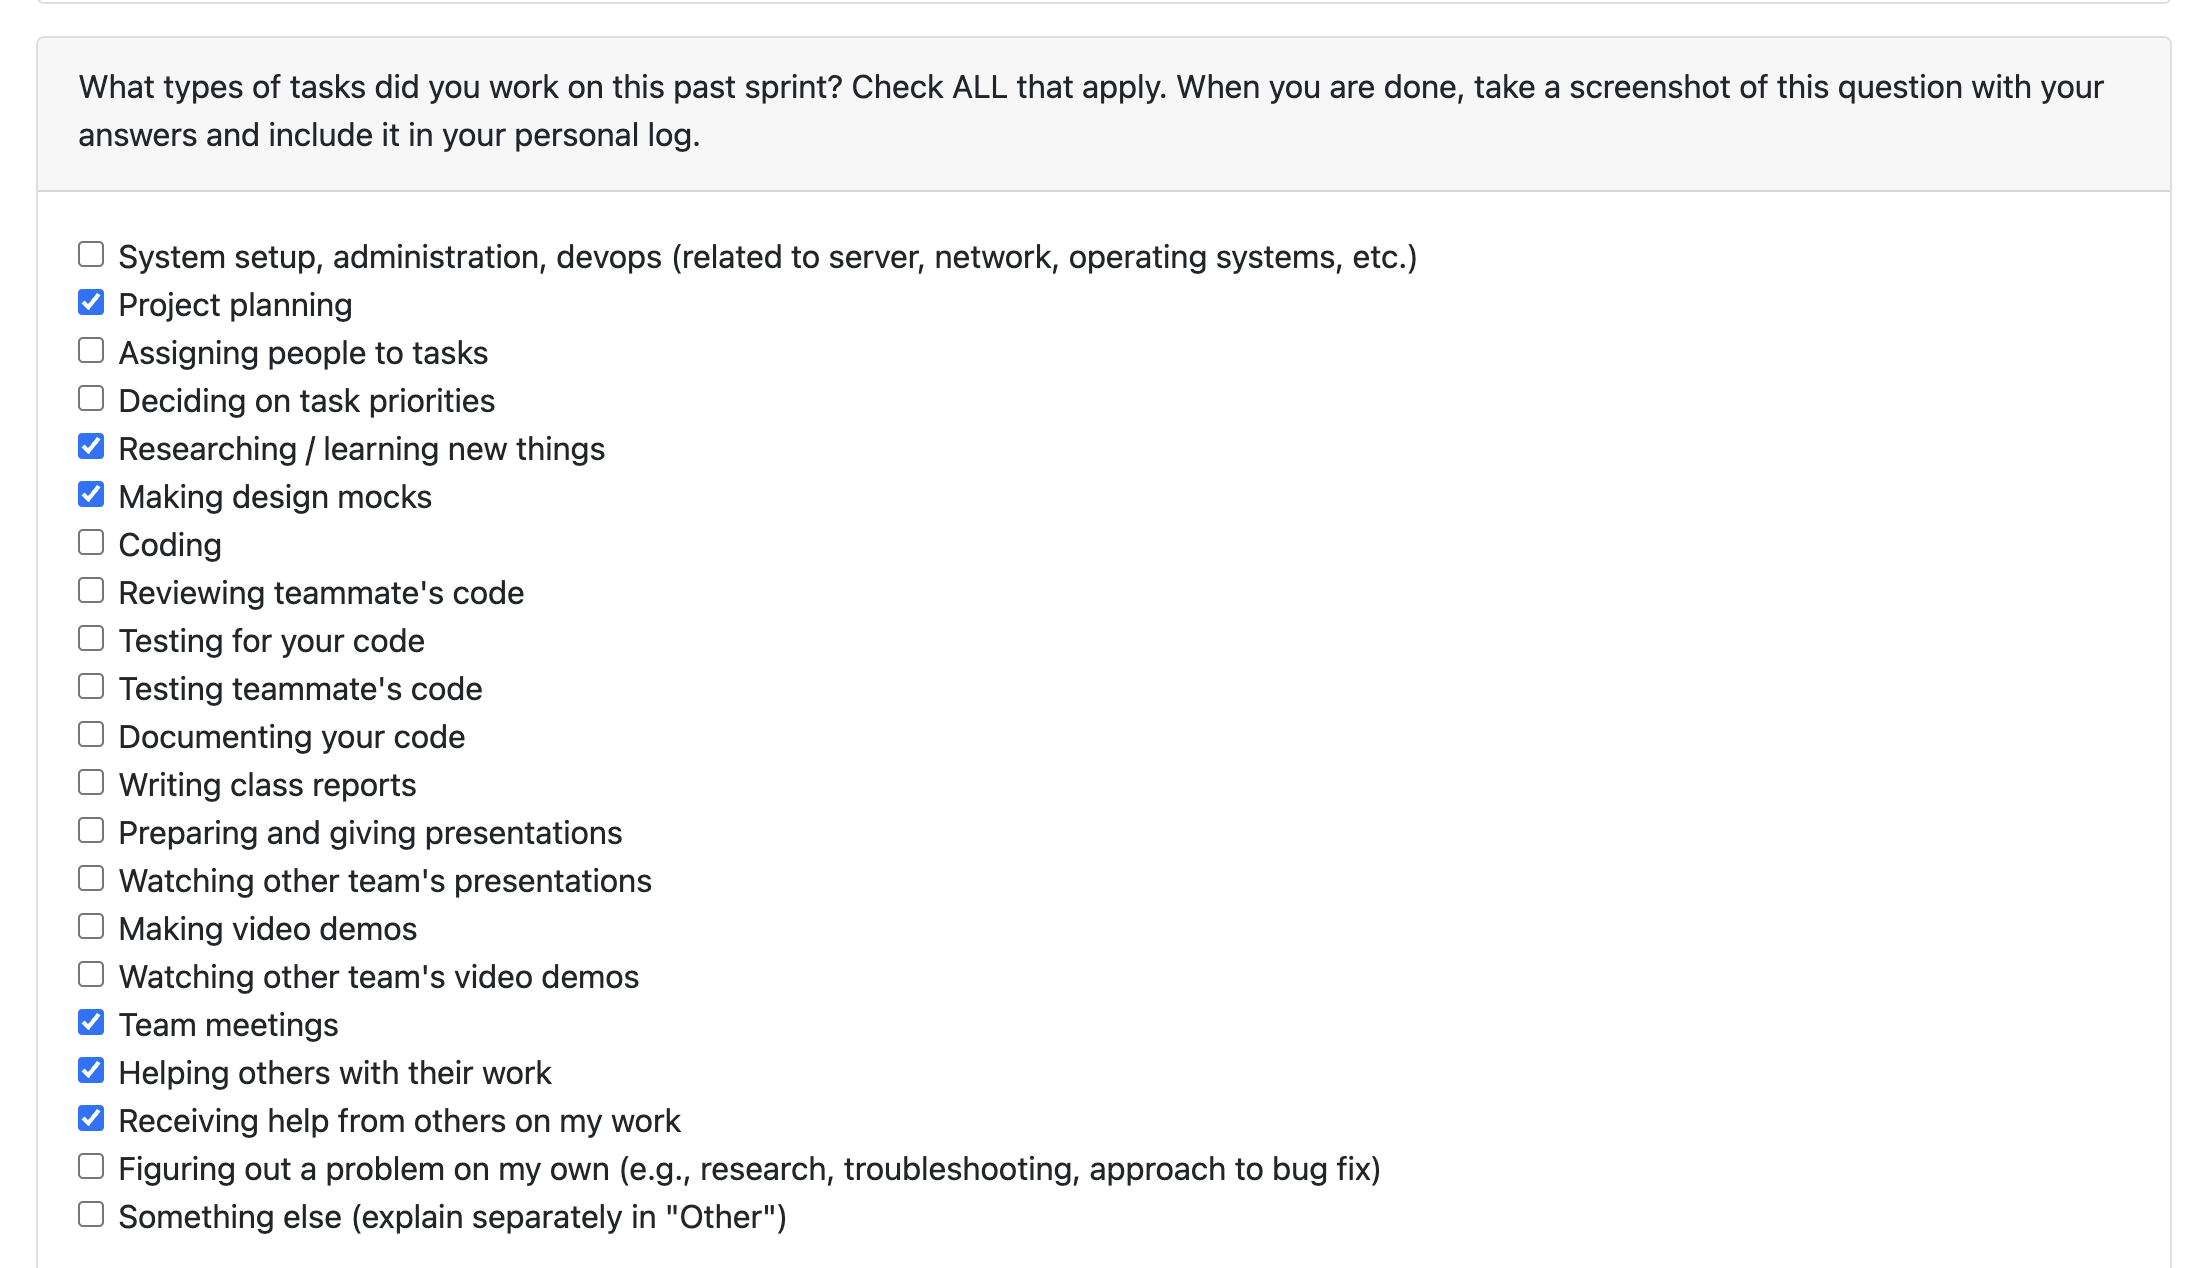 What types of tasks did you work on this past sprint? Check ALL that apply. When you are done, take a screenshot of this question with your
answers and include it in your personal log.
System setup, administration, devops (related to server, network, operating systems, etc.)
Project planning
Assigning people to tasks
Deciding on task priorities
Researching / learning new things
Making design mocks
Coding
Reviewing teammate's code
Testing for your code
Testing teammate's code
Documenting your code
Writing class reports
Preparing and giving presentations
Watching other team's presentations
Making video demos
Watching other team's video demos
Team meetings
Helping others with their work
Receiving help from others on my work
Figuring out a problem on my own (e.g., research, troubleshooting, approach to bug fix)
Something else (explain separately in "Other")